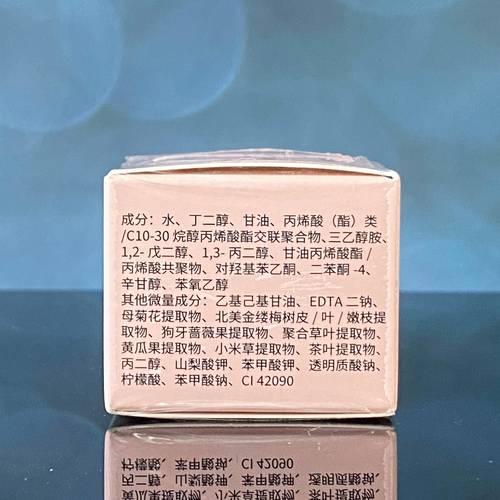 成分：水、丁二醇、甘油、丙烯酸（酯）类
/C10-30 烷醇丙烯酸酯交联聚合物、三乙醇胺、
1,2- 戊二醇、1,3- 丙二醇、甘油丙烯酸酯 /
丙烯酸共聚物、对羟基苯乙酮、二苯酮 -4、
辛甘醇、苯氧乙醇
其他微量成分：乙基己基甘油、EDTA 二钠、
母菊花提取物、北美金缕梅树皮 / 叶 / 嫩枝提
取物、狗牙蔷薇果提取物、聚合草叶提取物、
黄瓜果提取物、小米草提取物、茶叶提取物、
丙二醇、山梨酸钾、苯甲酸钾、透明质酸钠、
柠檬酸、苯甲酸钠、CI 42090